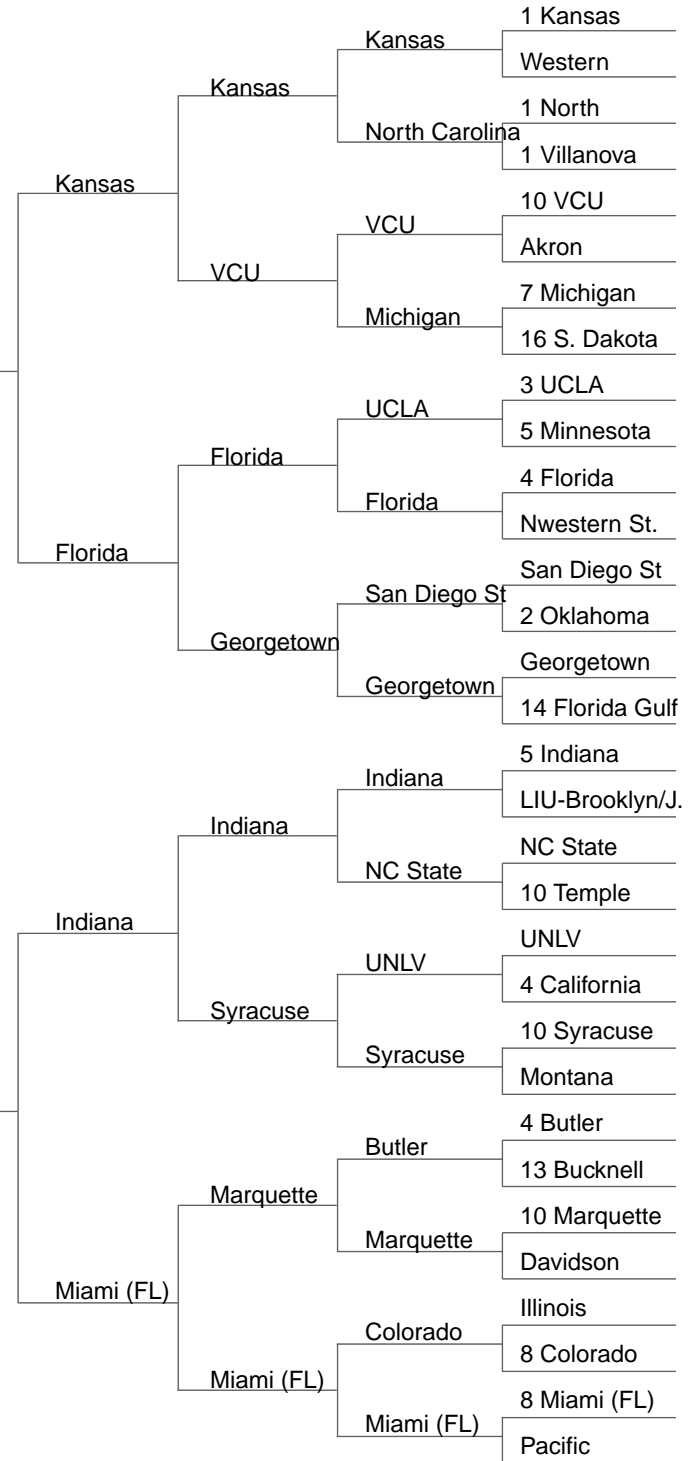 1 Kansas
Kansas
Western
Kansas
1 North
North Carolina
1 Villanova
Kansas
10 VCU
VCU
Akron
VCU
7 Michigan
Michigan
16 S. Dakota
3 UCLA
UCLA
5 Minnesota
Florida
4 Florida
Florida
Nwestern St.
Florida
San Diego St
San Diego St
2 Oklahoma
Georgetown
Georgetown
Georgetown
14 Florida Gulf
5 Indiana
Indiana
LIU-Brooklyn/J.
Indiana
NC State
NC State
10 Temple
Indiana
UNLV
UNLV
4 California
Syracuse
10 Syracuse
Syracuse
Montana
4 Butler
Butler
13 Bucknell
Marquette
10 Marquette
Marquette
Davidson
Miami (FL)
Illinois
Colorado
8 Colorado
Miami (FL)
8 Miami (FL)
Miami (FL)
Pacific